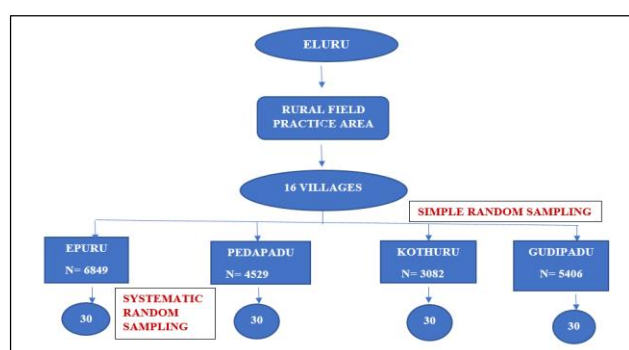 ELURU
RURAL FIELD
PRACTICE AREA
16 VILLAGES
SIMPLE RANDOM SAMPLING
EPURU
N= 6849
PEDAPADU
N= 4529
KOTHURU
N= 3082
GUDIPADU
N= 5406
SYSTEMATIC
RANDOM
SAMPLING
30
30
30
30